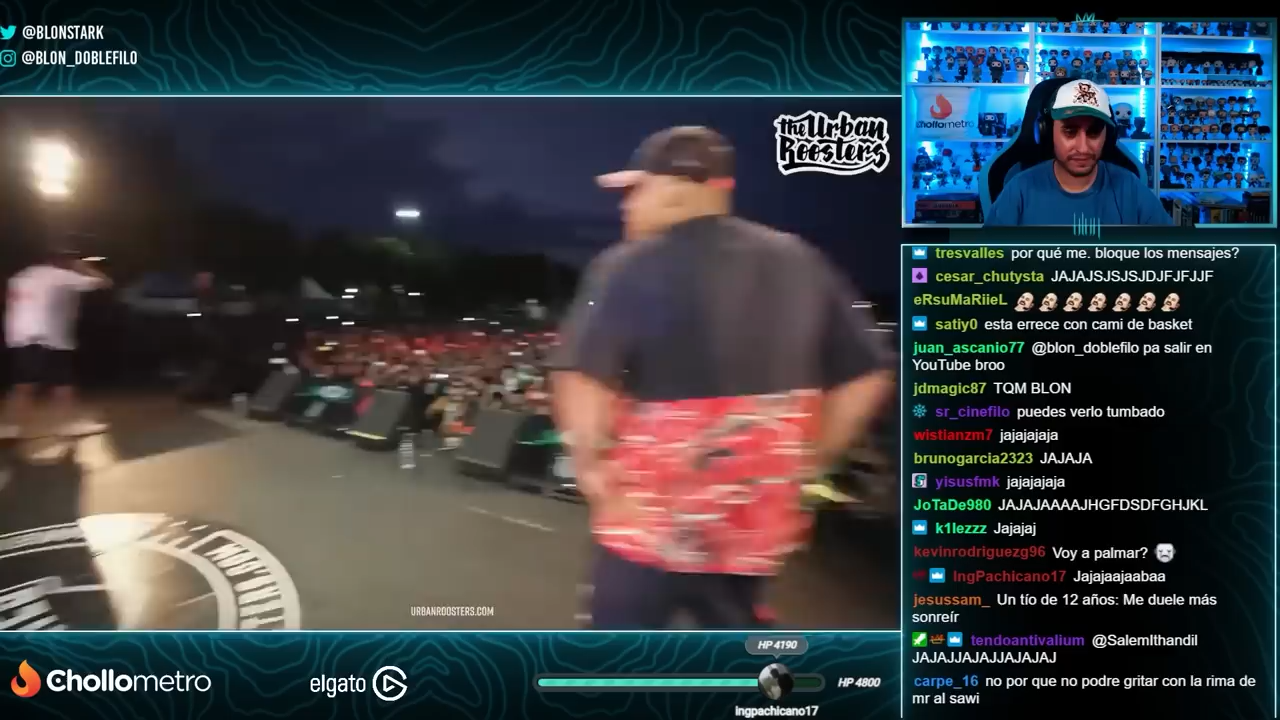 @BLONSTARK
@BLON_DOBLEFILO
the Urban
Roosters
URBANROOSTERS.COM
Chollometro
elgato
HP 4190
HP 4800
ingpachicano17
chollometro
tresvalles por qué me. bloque los mensajes?
cesar_chutysta JAJAJSJSJSJDJFJFJJF
eRsuMaRiieL
satiy0 esta errece con cami de basket
juan_ascanio77 @blon_doblefilo pa salir en
YouTube broo
jdmagic87 TQM BLON
sr_cinefilo puedes verlo tumbado
wistianzm7 jajajajaja
brunogarcia2323 JAJAJA
yisusfmk jajajajaja
JoTaDe980 JAJAJAAAAJHGFDSDFGHJKL
k1lezzz Jajajaj
kevinrodriguezg96 Voy a palmar?
IngPachicano17 Jajajaajaabaa
jesussam_ Un tío de 12 años: Me duele más
sonreír
tendoantivalium @SalemIthandil
JAJAJJAJAJJAJAJAJ
carpe_16 no por que no podre gritar con la rima de
mr al sawi